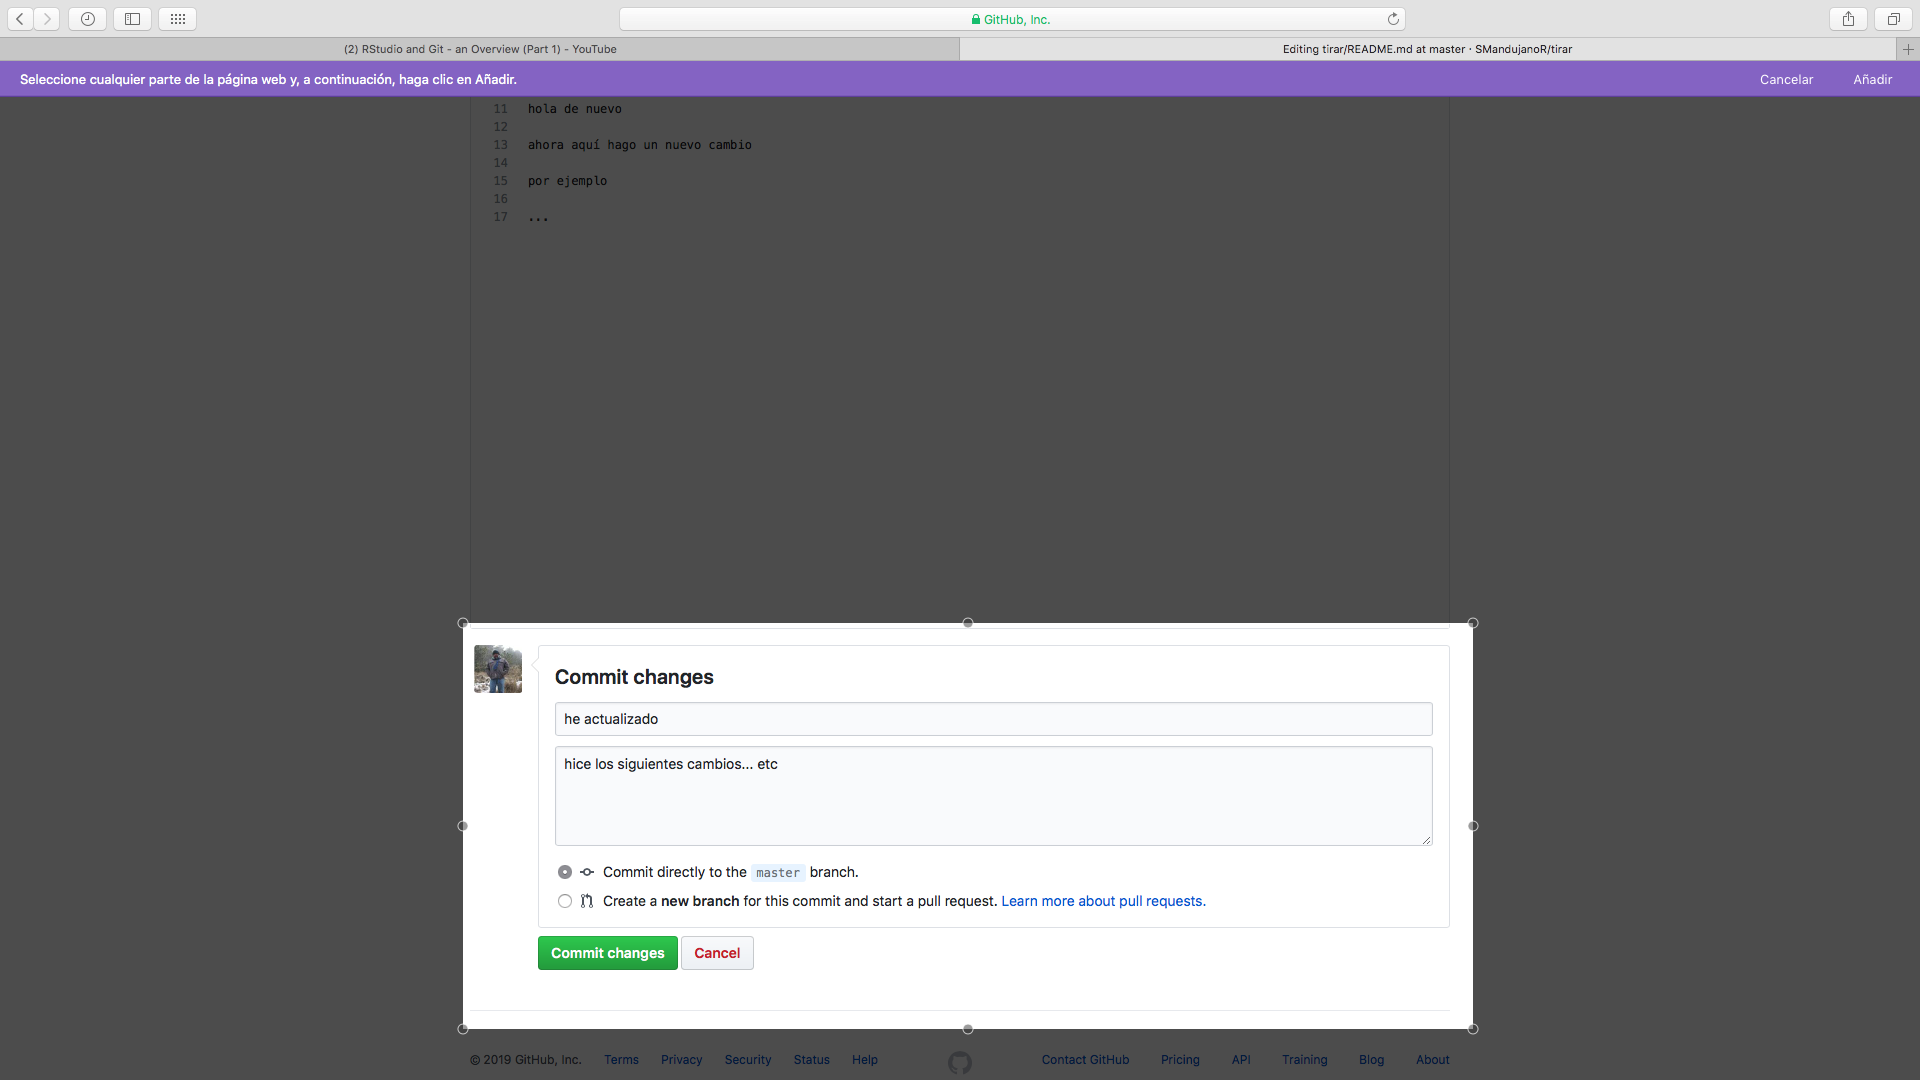 GitHub, Inc.
(2) RStudio and Git - an Overview (Part 1) - YouTube
Editing tirar/README.md at master · SMandujanoR/tirar
Seleccione cualquier parte de la página web y, a continuación, haga clic en Añadir.
Cancelar
Añadir
11 hola de nuevo
12
13 ahora aquí hago un nuevo cambio
14
15 por ejemplo
16
17 ...
Commit changes
he actualizado
hice los siguientes cambios... etc
Commit directly to the master branch.
Create a new branch for this commit and start a pull request. Learn more about pull requests.
Commit changes
Cancel
© 2019 GitHub, Inc. Terms Privacy Security Status Help Contact GitHub Pricing API Training Blog About